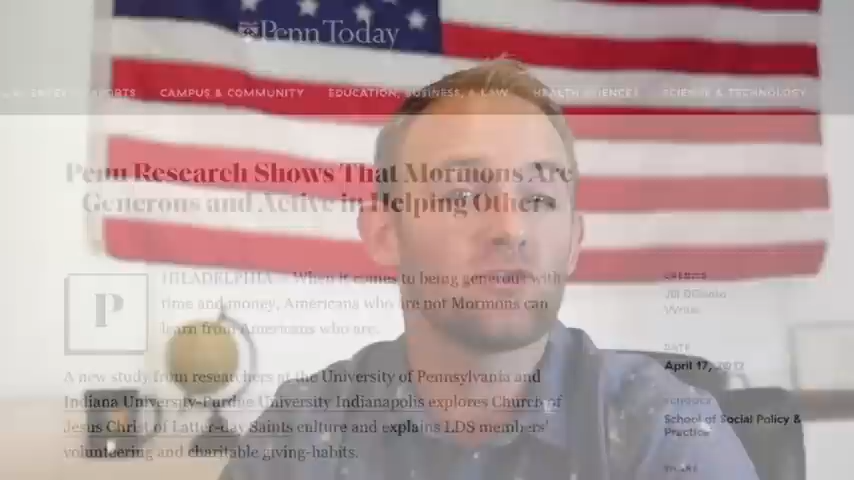 Penn Today
SPORTS CAMPUS & COMMUNITY EDUCATION, BUSINESS, & LAW HEALTH SCIENCES SCIENCE & TECHNOLOGY
Penn Research Shows That Mormons Are
Generous and Active in Helping Others
P
PHILADELPHIA — When it comes to being generous with
time and money, Americans who are not Mormons can
learn from Americans who are.
A new study from researchers at the University of Pennsylvania and
Indiana University-Purdue University Indianapolis explores Church of
Jesus Christ of Latter-day Saints culture and explains LDS members'
volunteering and charitable giving-habits.
CREDITS
Writer
DATE
April 17, 2012
SCHOOLS
School of Social Policy &
Practice
SHARE